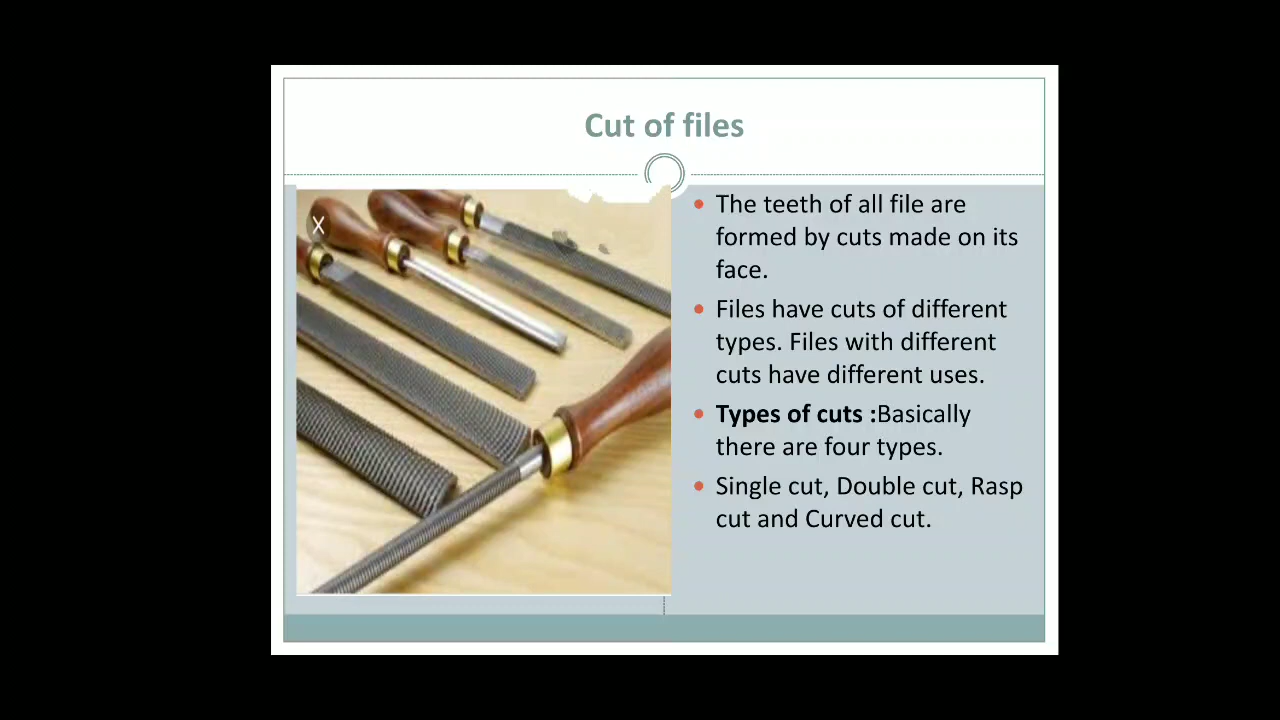 Cut of files
X
• The teeth of all file are
formed by cuts made on its
face.
• Files have cuts of different
types. Files with different
cuts have different uses.
• Types of cuts :Basically
there are four types.
• Single cut, Double cut, Rasp
cut and Curved cut.